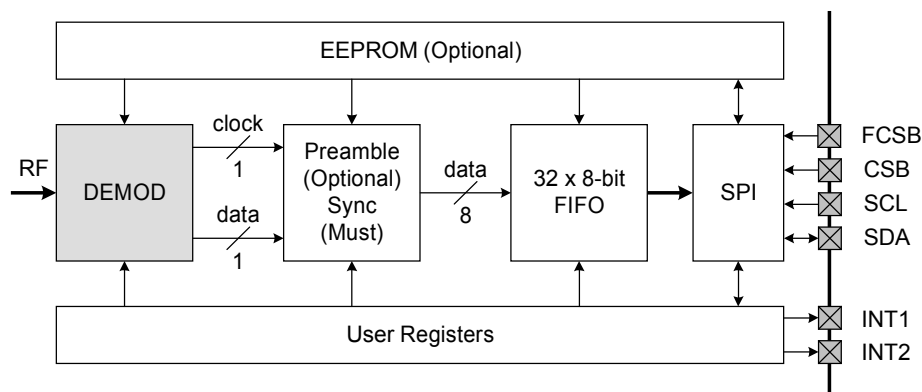 EEPROM (Optional)
RF
DEMOD
clock
1
data
1
Preamble
(Optional)
Sync
(Must)
data
8
32 x 8-bit
FIFO
SPI
FCSB
CSB
SCL
SDA
User Registers
INT1
INT2